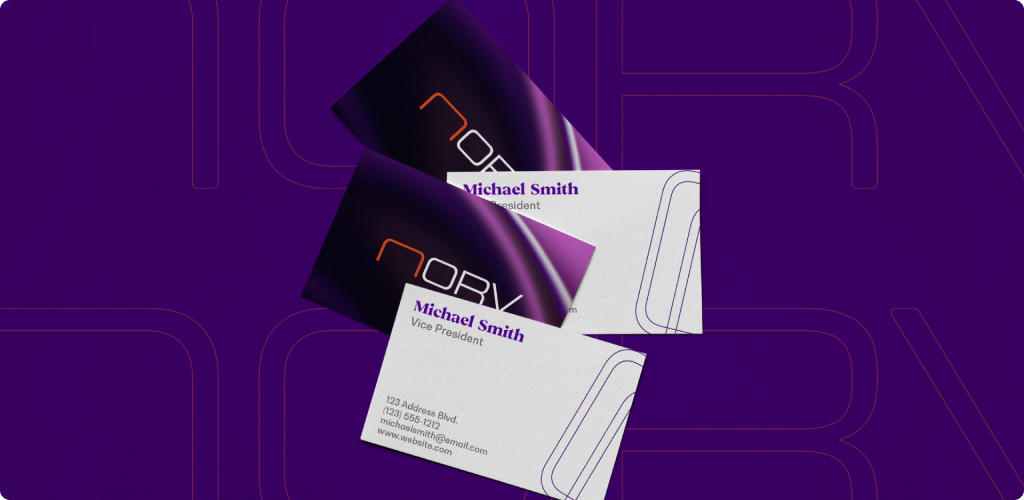 nORY
Michael Smith
President
nORY
Michael Smith
Vice President
123 Address Blvd.
(123) 555-1212
michaelsmith@email.com
www.website.com